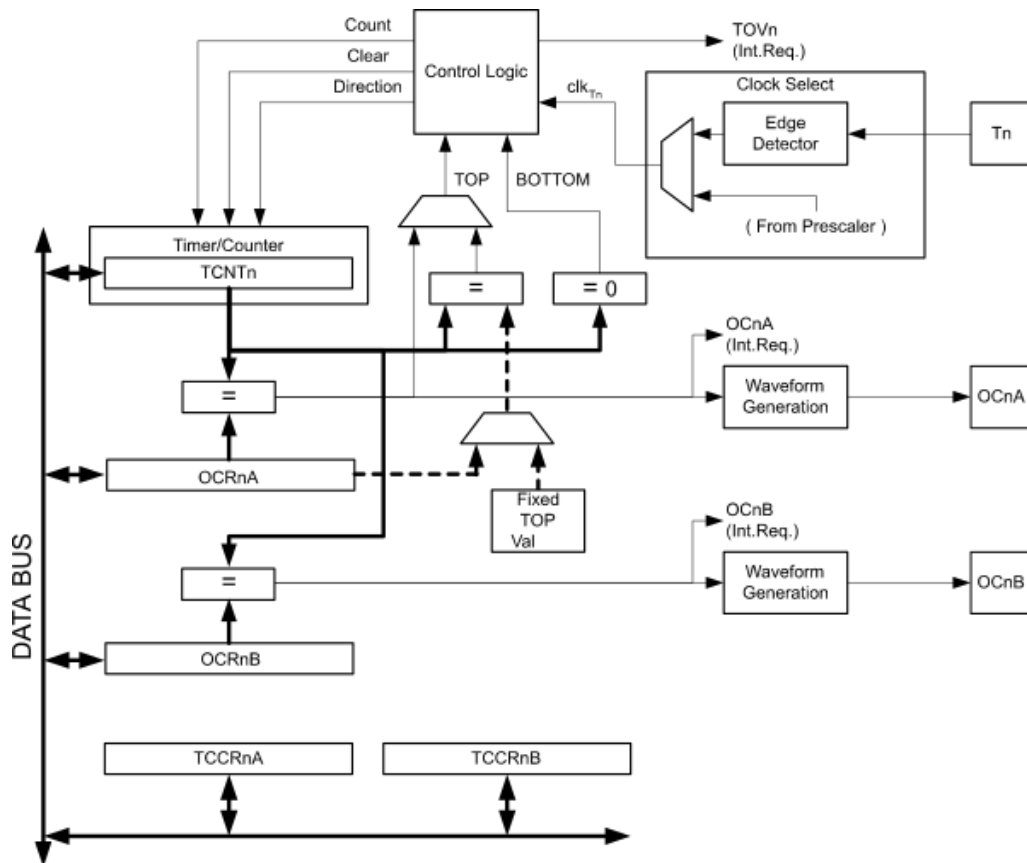 Count
Clear
Direction
Control Logic
TOVn
(Int.Req.)
clkTn
Clock Select
Edge
Detector
Tn
( From Prescaler )
TOP
BOTTOM
Timer/Counter
TCNTn
=
= 0
=
OCnA
(Int.Req.)
Waveform
Generation
OCnA
OCRnA
Fixed
TOP
Val
OCnB
(Int.Req.)
=
Waveform
Generation
OCnB
OCRnB
DATA BUS
TCCRnA
TCCRnB